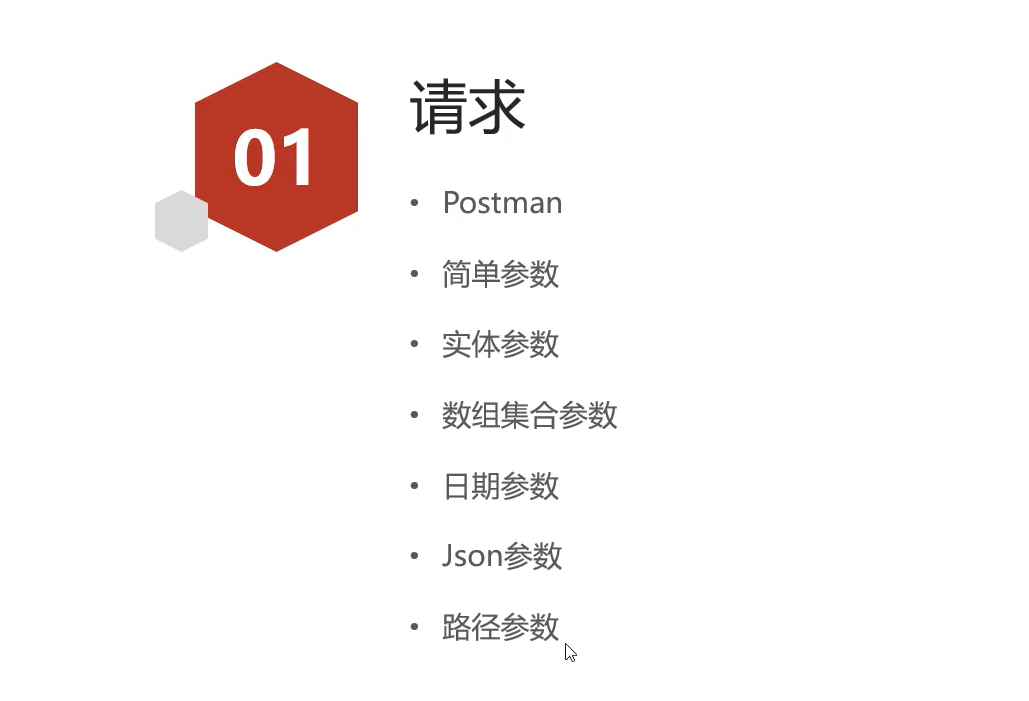 01
请求
• Postman
• 简单参数
• 实体参数
• 数组集合参数
• 日期参数
• Json参数
• 路径参数